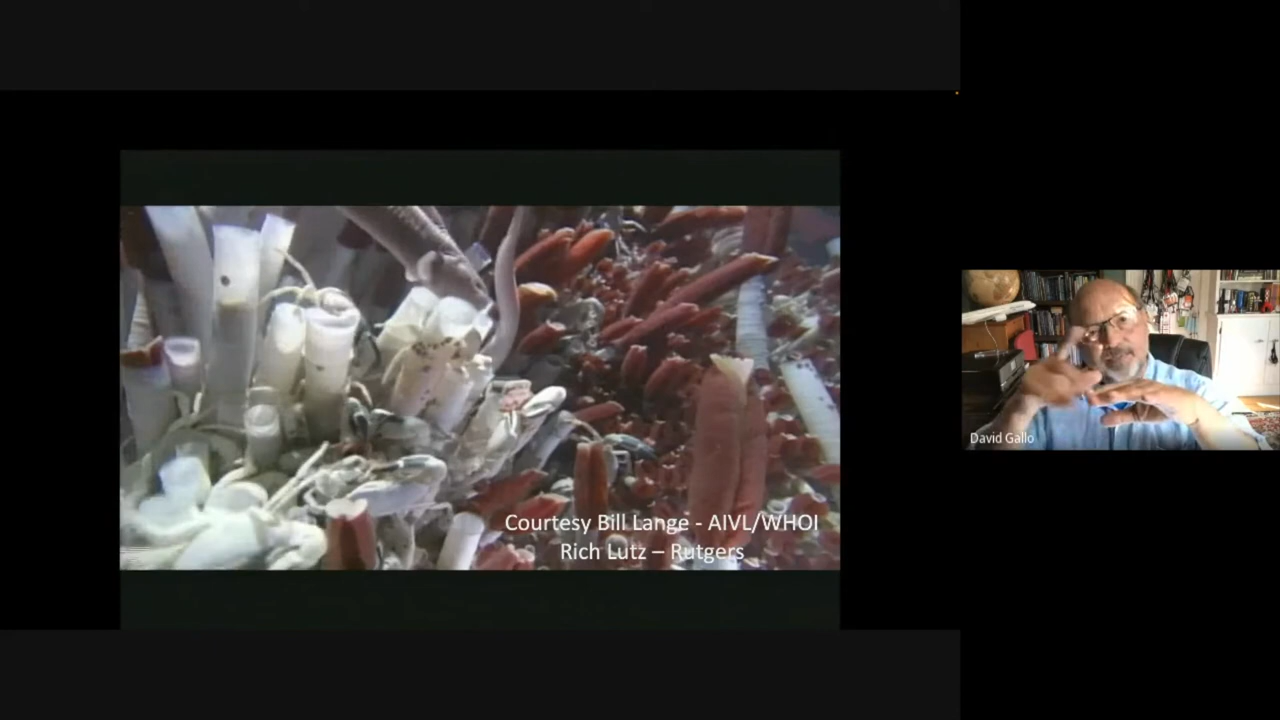 Courtesy Bill Lange - AIVL/WHOI
Rich Lutz – Rutgers
David Gallo